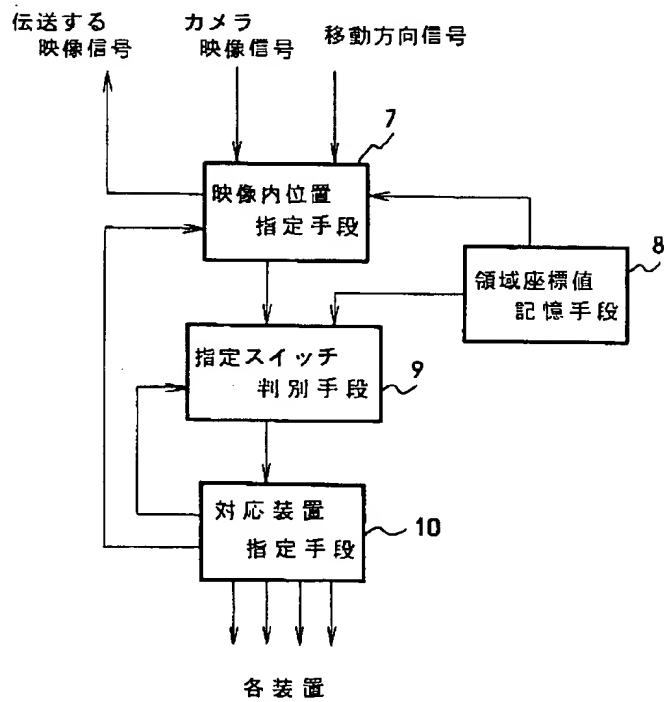 伝送する
映像信号
カメラ
映像信号
移動方向信号
7
映像内位置
指定手段
8
領域座標値
記憶手段
指定スイッチ
判別手段
9
対応装置
指定手段
10
各装置